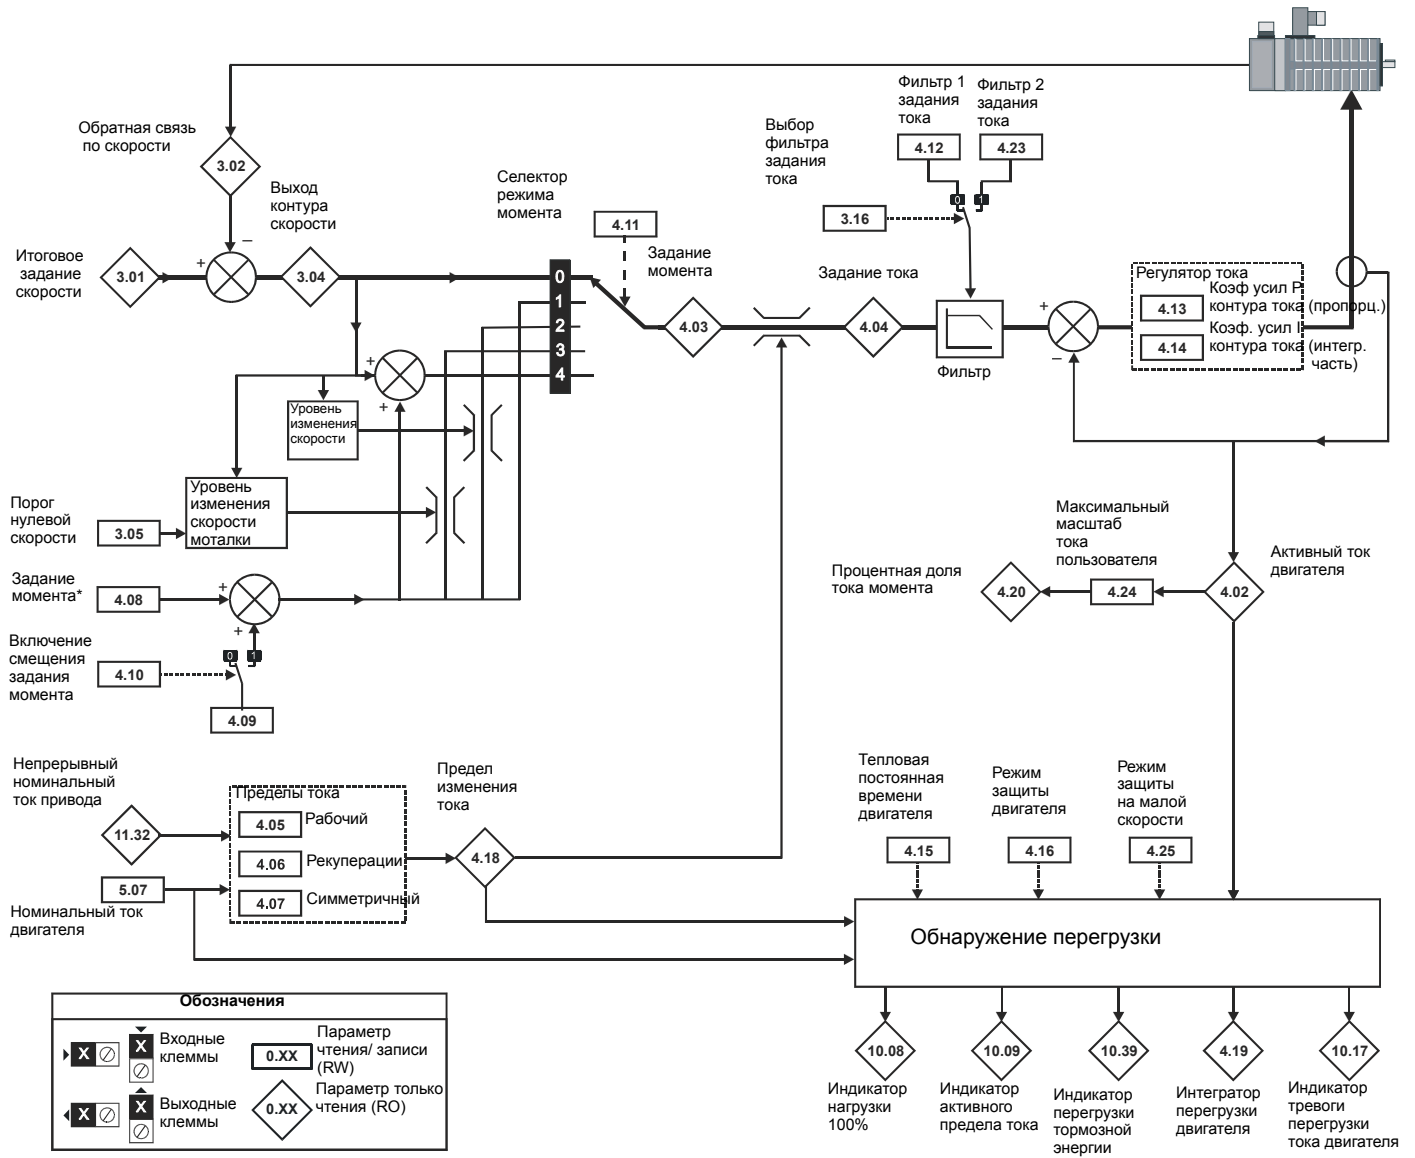 Фильтр 1
задания
тока
Фильтр 2
задания
тока
Обратная связь
по скорости
Выбор
фильтра
задания
тока
4.12
4.23
3.02
Выход
контура
скорости
Селектор
режима
момента
0
1
3.16
4.11
Итоговое
задание
скорости
Задание
момента
Задание тока
–
+
3.01
3.04
0
1
2
3
4
4.03
4.04
Фильтр
+
–
Регулятор тока
4.13
Коэф усил P
контура тока (пропорц.)
4.14
Коэф. усил I
контура тока (интегр.
часть)
+
+
Уровень
изменения
скорости
Уровень
изменения
скорости
моталки
Порог
нулевой
скорости
3.05
Задание
момента*
4.08
+
+
Включение
смещения
задания
момента
0
1
4.10
4.09
Максимальный
масштаб
тока
пользователя
Процентная доля
тока момента
4.20
4.24
4.02
Активный ток
двигателя
Непрерывный
номинальный
ток привода
11.32
5.07
Номинальный ток
двигателя
Пределы тока
4.05
Рабочий
4.06
Рекуперации
4.07
Симметричный
Предел
изменения
тока
4.18
Тепловая
постоянная
времени
двигателя
Режим
защиты
двигателя
Режим
защиты
на малой
скорости
4.15
4.16
4.25
Обнаружение перегрузки
10.08
10.09
10.39
4.19
10.17
Индикатор
нагрузки
100%
Индикатор
активного
предела тока
Индикатор
перегрузки
тормозной
энергии
Интегратор
перегрузки
двигателя
Индикатор
тревоги
перегрузки
тока двигателя
Обозначения
X
X
Входные
клеммы
0.XX
Параметр
чтения/ записи
(RW)
X
X
Выходные
клеммы
0.XX
Параметр только
чтения (RO)